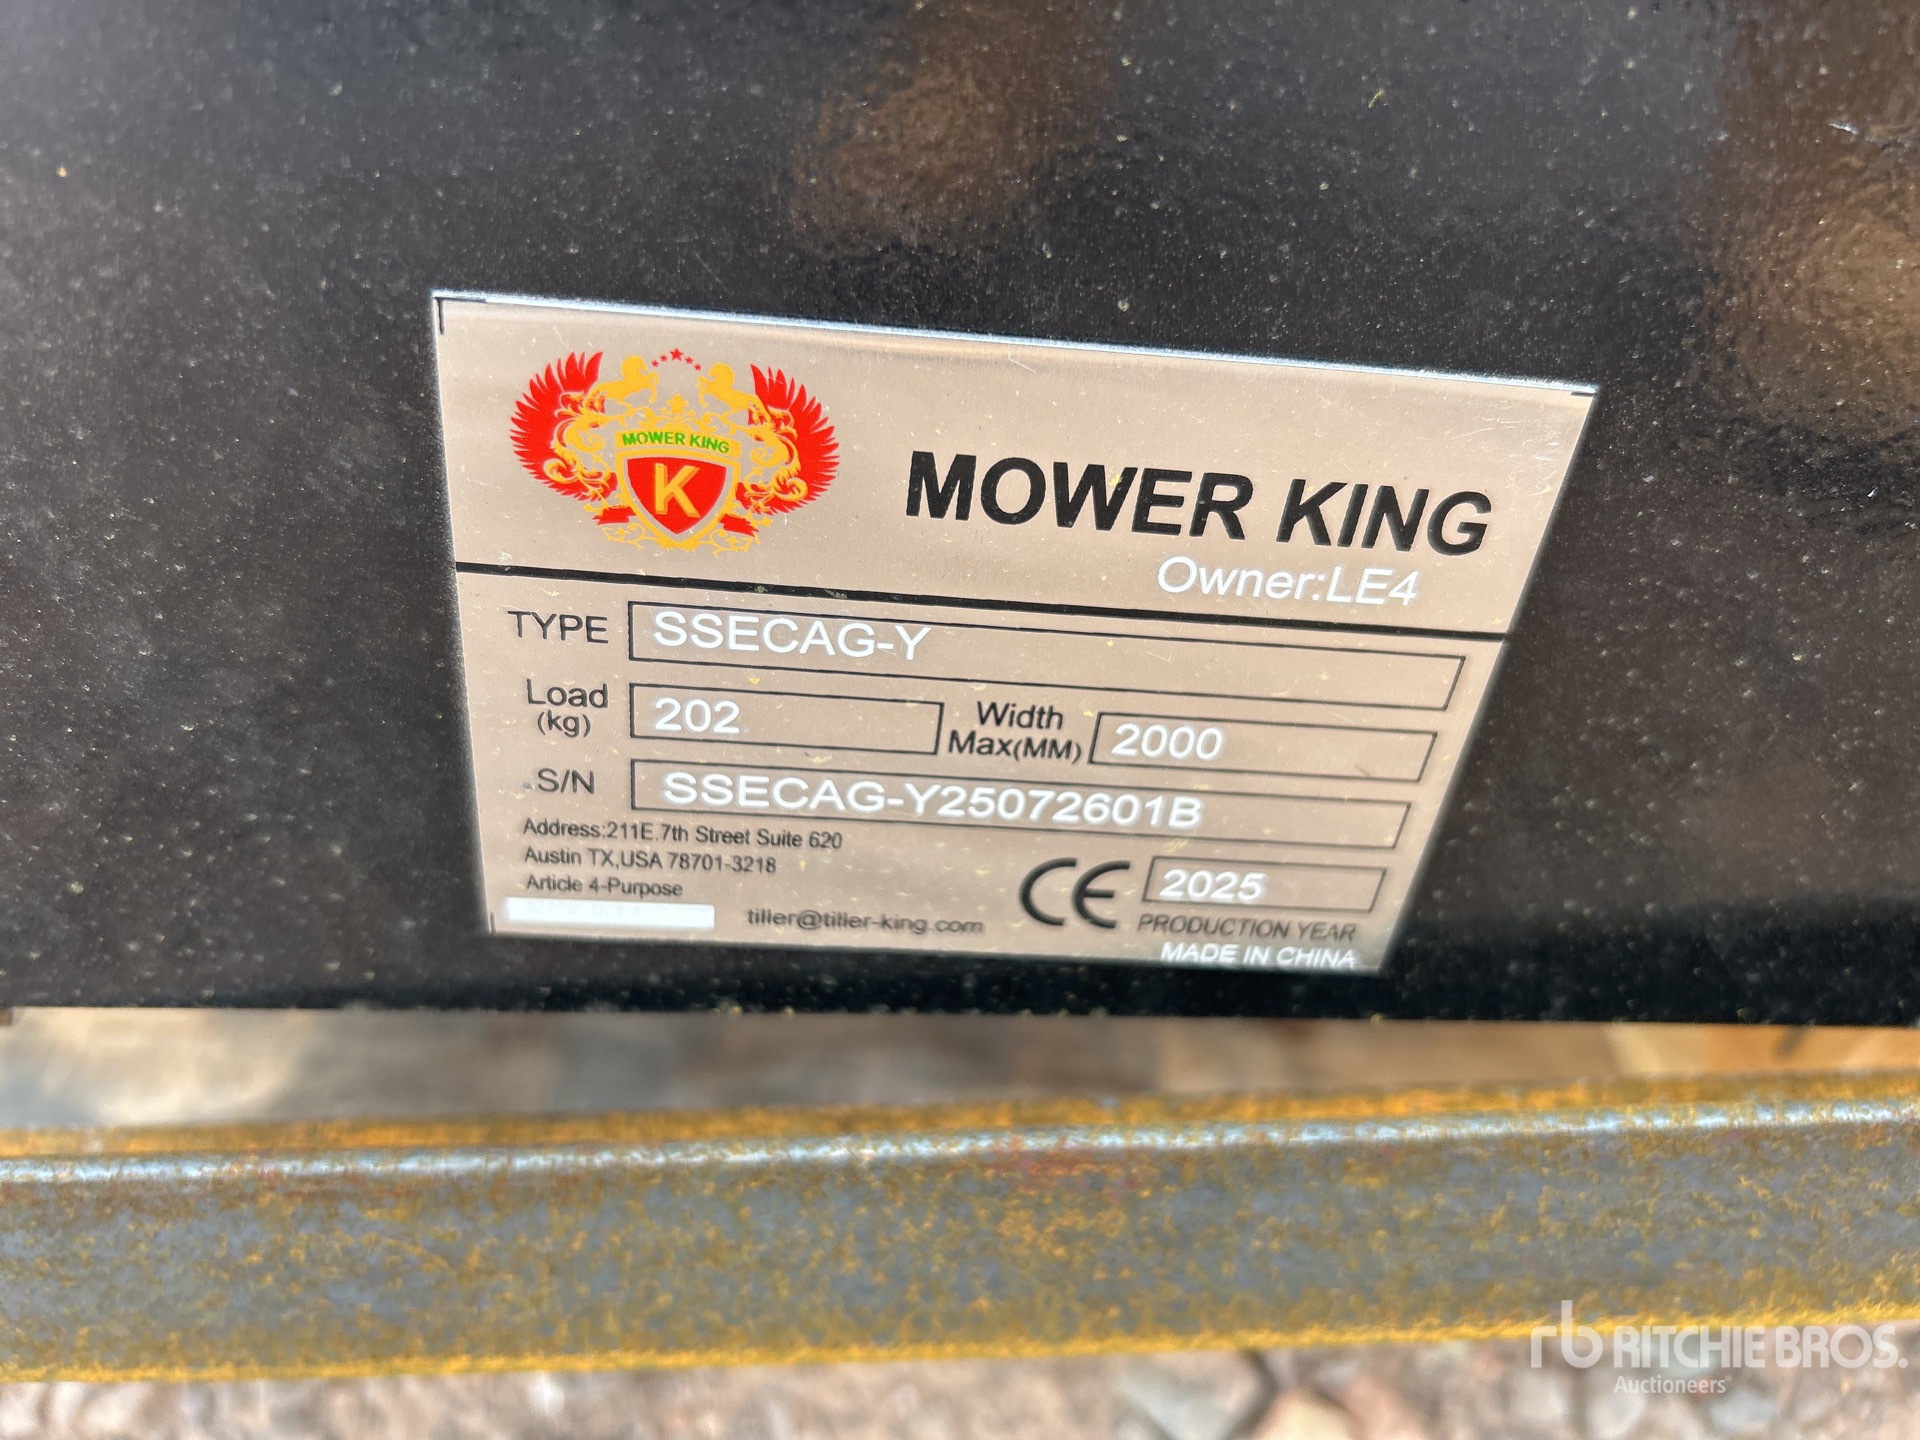 MOWER KING
K
MOWER KING
Owner:LE4
TYPE SSECAG-Y
Load (kg) 202 Width Max(MM) 2000
S/N SSECAG-Y25072601B
Address:211E.7th Street Suite 620
Austin TX,USA 78701-3218
Article 4-Purpose
tiller@tiller-king.com
CE 2025
PRODUCTION YEAR
MADE IN CHINA
rb RITCHIE BROS.
Auctioneers